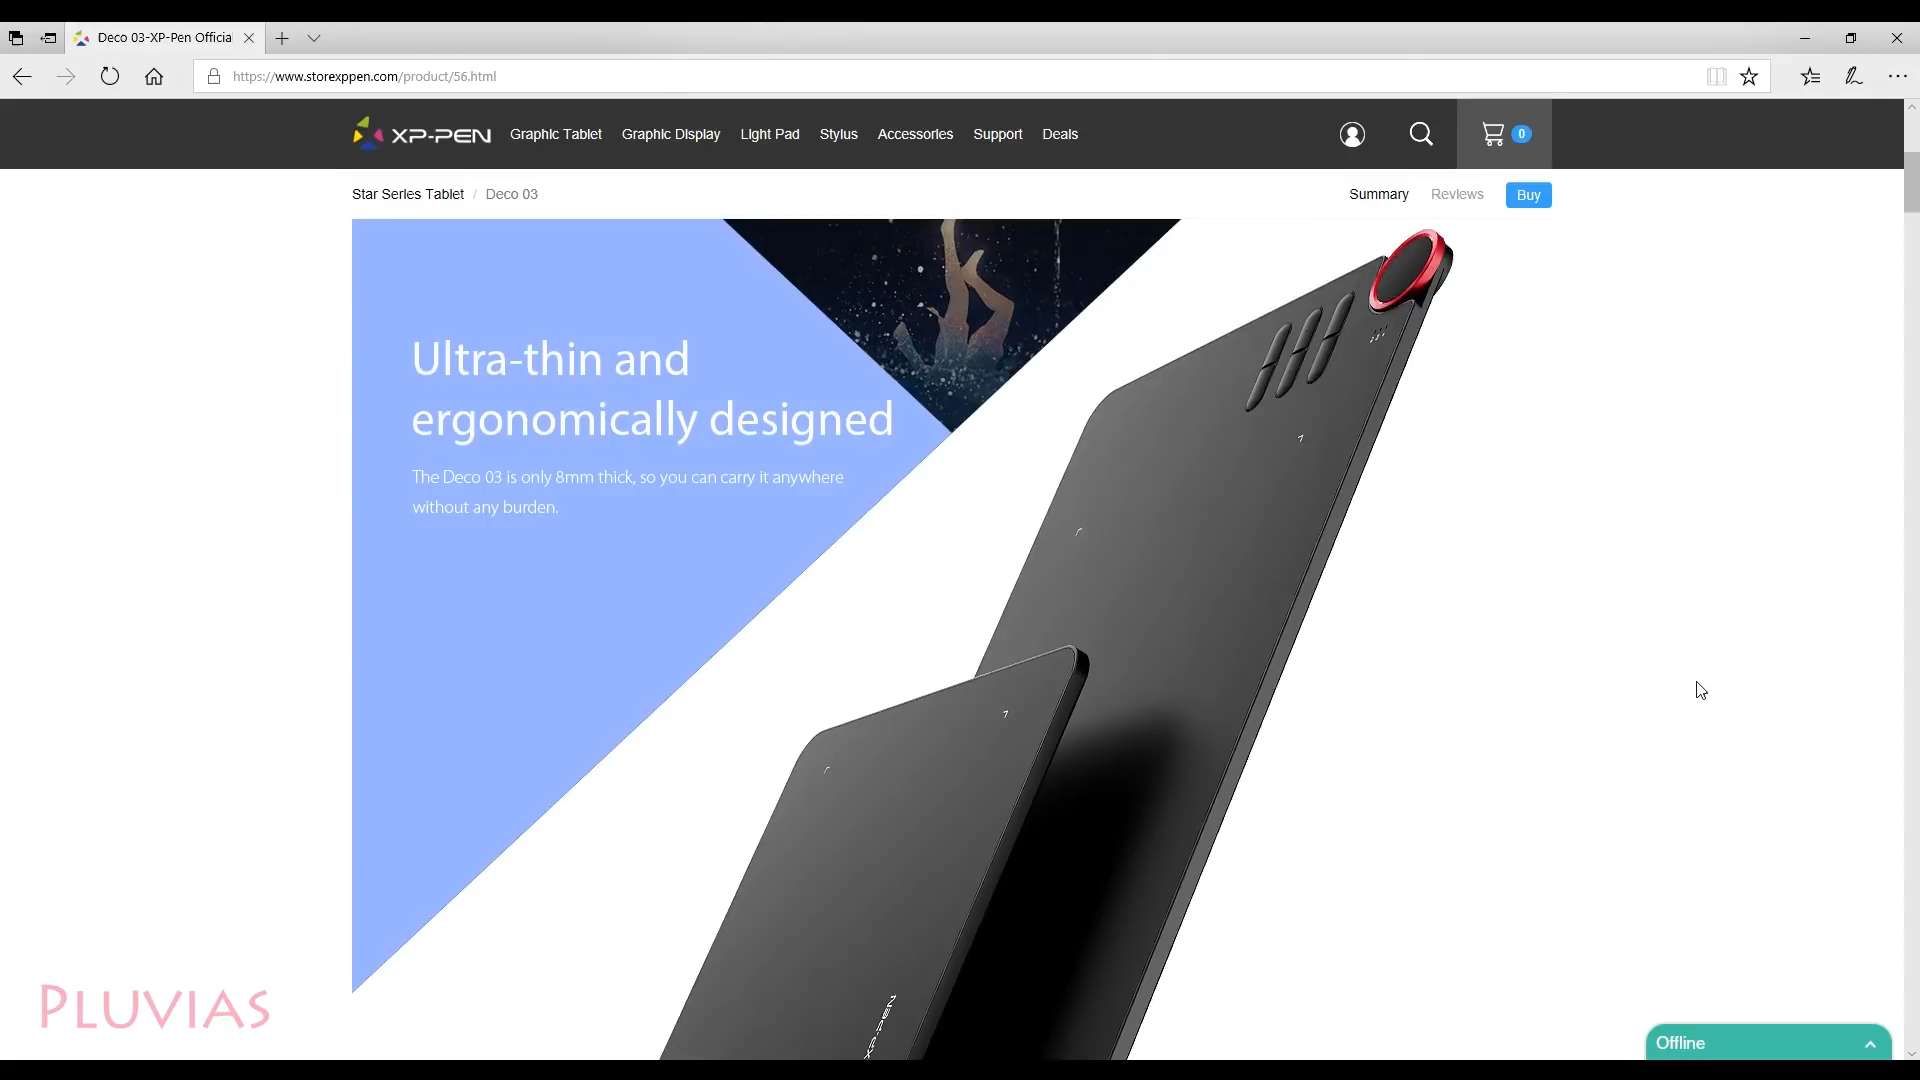 Deco 03-XP-Pen Officia
https://www.storexppen.com/product/56.html
XP-PEN
Graphic Tablet
Graphic Display
Light Pad
Stylus
Accessories
Support
Deals
0
Star Series Tablet / Deco 03
Summary
Reviews
Buy
Ultra-thin and
ergonomically designed
The Deco 03 is only 8mm thick, so you can carry it anywhere
without any burden.
XP-PEN
PLUVIAS
Offline